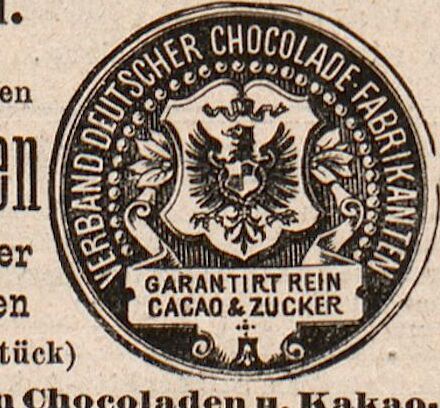 l.
en
VERBAND DEUTSCHER CHOCOLADE-FABRIKANTEN
en
er
GARANTIRT REIN
CACAO & ZUCKER
en
tück)
n Chocoladen u. Kakao-